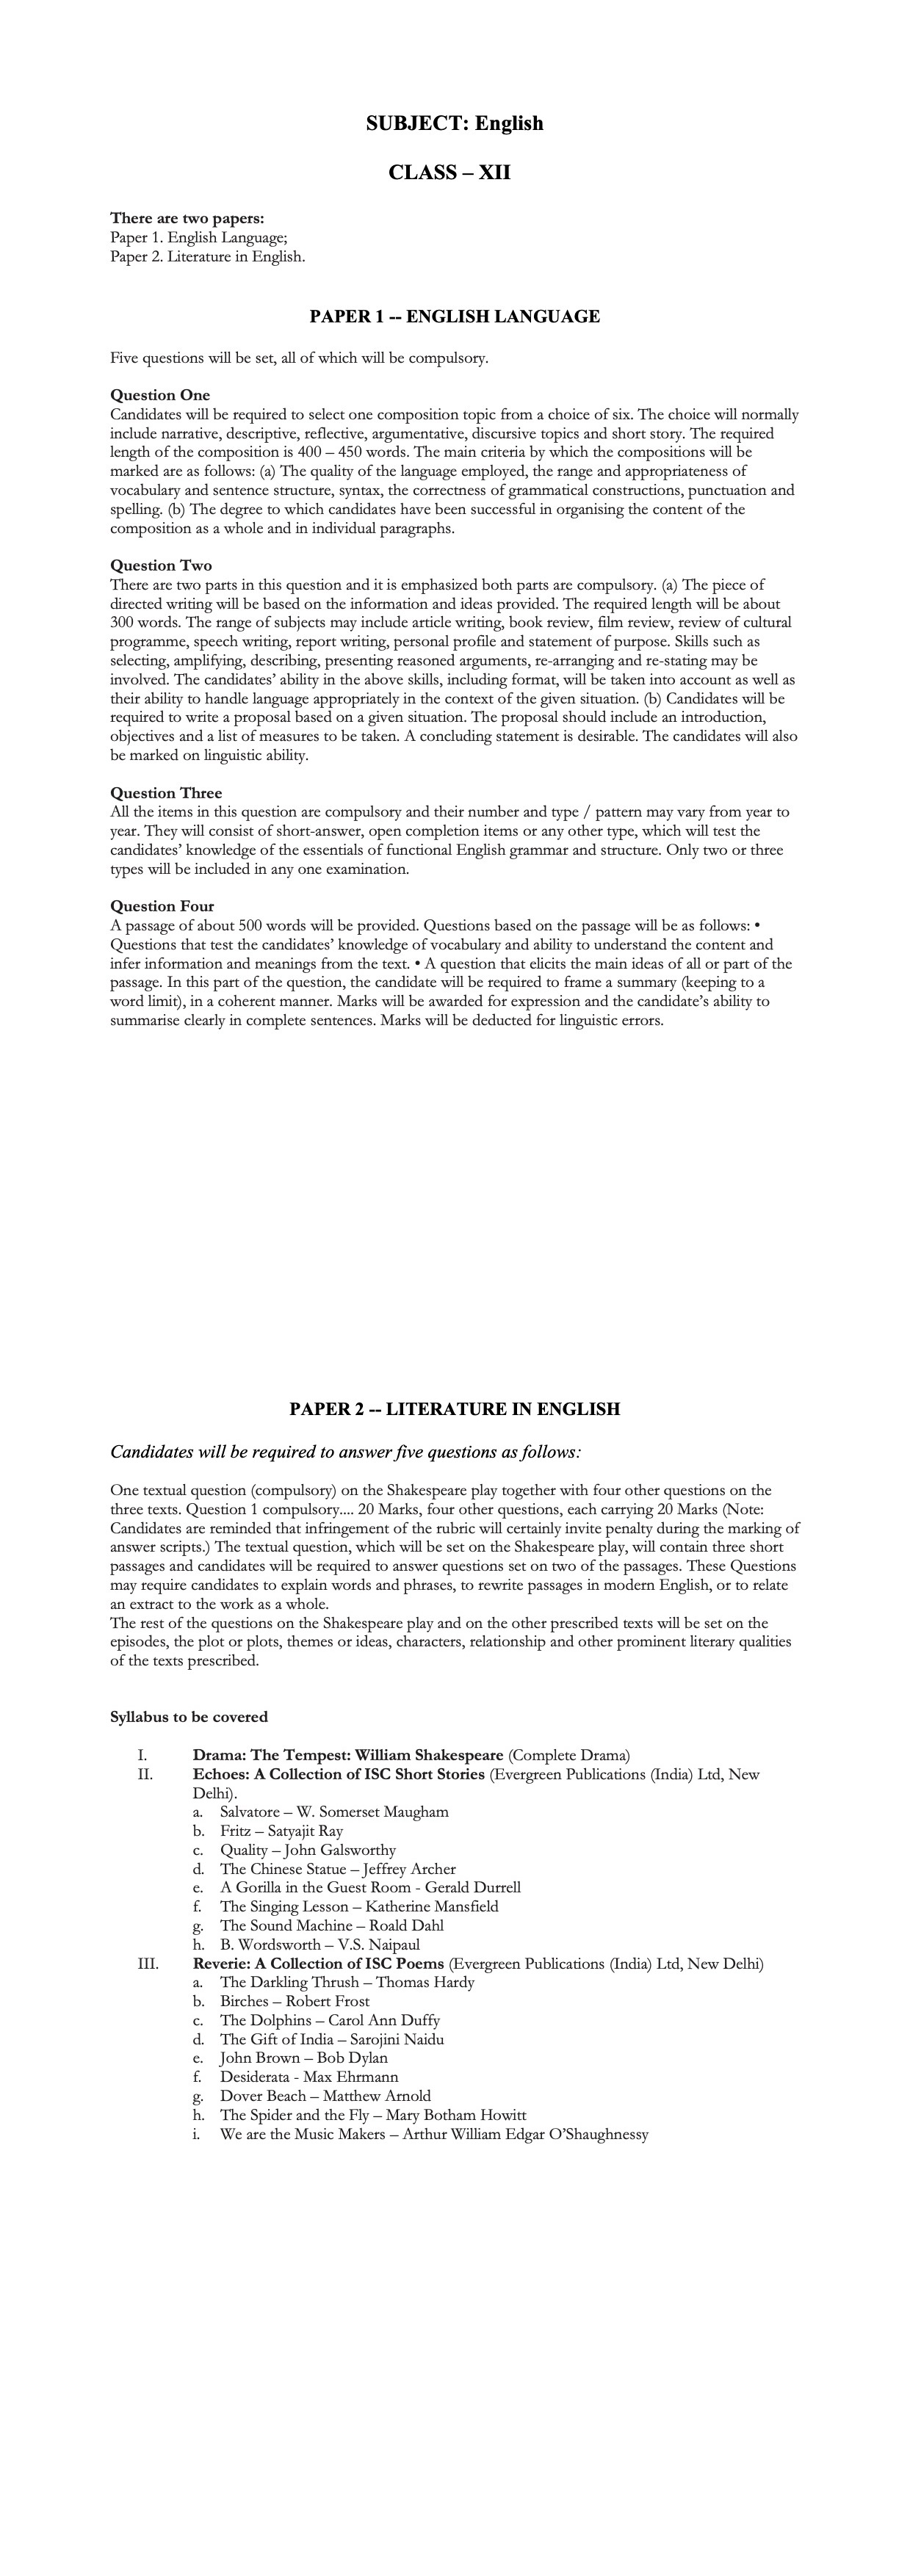 SUBJECT: English
CLASS – XII
There are two papers:
Paper 1. English Language;
Paper 2. Literature in English.
PAPER 1 -- ENGLISH LANGUAGE
Five questions will be set, all of which will be compulsory.
Question One
Candidates will be required to select one composition topic from a choice of six. The choice will normally
include narrative, descriptive, reflective, argumentative, discursive topics and short story. The required
length of the composition is 400 – 450 words. The main criteria by which the compositions will be
marked are as follows: (a) The quality of the language employed, the range and appropriateness of
vocabulary and sentence structure, syntax, the correctness of grammatical constructions, punctuation and
spelling. (b) The degree to which candidates have been successful in organising the content of the
composition as a whole and in individual paragraphs.
Question Two
There are two parts in this question and it is emphasized both parts are compulsory. (a) The piece of
directed writing will be based on the information and ideas provided. The required length will be about
300 words. The range of subjects may include article writing, book review, film review, review of cultural
programme, speech writing, report writing, personal profile and statement of purpose. Skills such as
selecting, amplifying, describing, presenting reasoned arguments, re-arranging and re-stating may be
involved. The candidates’ ability in the above skills, including format, will be taken into account as well as
their ability to handle language appropriately in the context of the given situation. (b) Candidates will be
required to write a proposal based on a given situation. The proposal should include an introduction,
objectives and a list of measures to be taken. A concluding statement is desirable. The candidates will also
be marked on linguistic ability.
Question Three
All the items in this question are compulsory and their number and type / pattern may vary from year to
year. They will consist of short-answer, open completion items or any other type, which will test the
candidates’ knowledge of the essentials of functional English grammar and structure. Only two or three
types will be included in any one examination.
Question Four
A passage of about 500 words will be provided. Questions based on the passage will be as follows: •
Questions that test the candidates’ knowledge of vocabulary and ability to understand the content and
infer information and meanings from the text. • A question that elicits the main ideas of all or part of the
passage. In this part of the question, the candidate will be required to frame a summary (keeping to a
word limit), in a coherent manner. Marks will be awarded for expression and the candidate’s ability to
summarise clearly in complete sentences. Marks will be deducted for linguistic errors.
PAPER 2 -- LITERATURE IN ENGLISH
Candidates will be required to answer five questions as follows:
One textual question (compulsory) on the Shakespeare play together with four other questions on the
three texts. Question 1 compulsory.... 20 Marks, four other questions, each carrying 20 Marks (Note:
Candidates are reminded that infringement of the rubric will certainly invite penalty during the marking of
answer scripts.) The textual question, which will be set on the Shakespeare play, will contain three short
passages and candidates will be required to answer questions set on two of the passages. These Questions
may require candidates to explain words and phrases, to rewrite passages in modern English, or to relate
an extract to the work as a whole.
The rest of the questions on the Shakespeare play and on the other prescribed texts will be set on the
episodes, the plot or plots, themes or ideas, characters, relationship and other prominent literary qualities
of the texts prescribed.
Syllabus to be covered
I. Drama: The Tempest: William Shakespeare (Complete Drama)
II. Echoes: A Collection of ISC Short Stories (Evergreen Publications (India) Ltd, New
Delhi).
a. Salvatore – W. Somerset Maugham
b. Fritz – Satyajit Ray
c. Quality – John Galsworthy
d. The Chinese Statue – Jeffrey Archer
e. A Gorilla in the Guest Room - Gerald Durrell
f. The Singing Lesson – Katherine Mansfield
g. The Sound Machine – Roald Dahl
h. B. Wordsworth – V.S. Naipaul
III. Reverie: A Collection of ISC Poems (Evergreen Publications (India) Ltd, New Delhi)
a. The Darkling Thrush – Thomas Hardy
b. Birches – Robert Frost
c. The Dolphins – Carol Ann Duffy
d. The Gift of India – Sarojini Naidu
e. John Brown – Bob Dylan
f. Desiderata - Max Ehrmann
g. Dover Beach – Matthew Arnold
h. The Spider and the Fly – Mary Botham Howitt
i. We are the Music Makers – Arthur William Edgar O’Shaughnessy